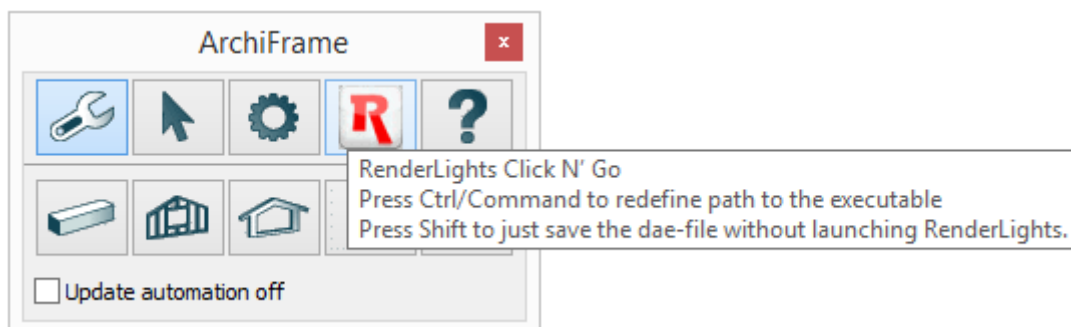 ArchiFrame
x
R
?
RenderLights Click N’ Go
Press Ctrl/Command to redefine path to the executable
Press Shift to just save the dae-file without launching RenderLights.
Update automation off